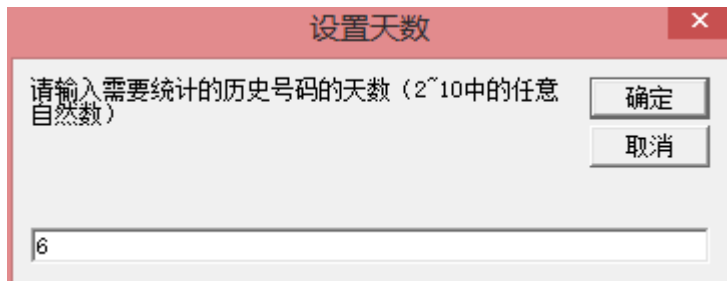 设置天数
请输入需要统计的历史号码的天数（2~10中的任意
自然数）
确定
取消
6